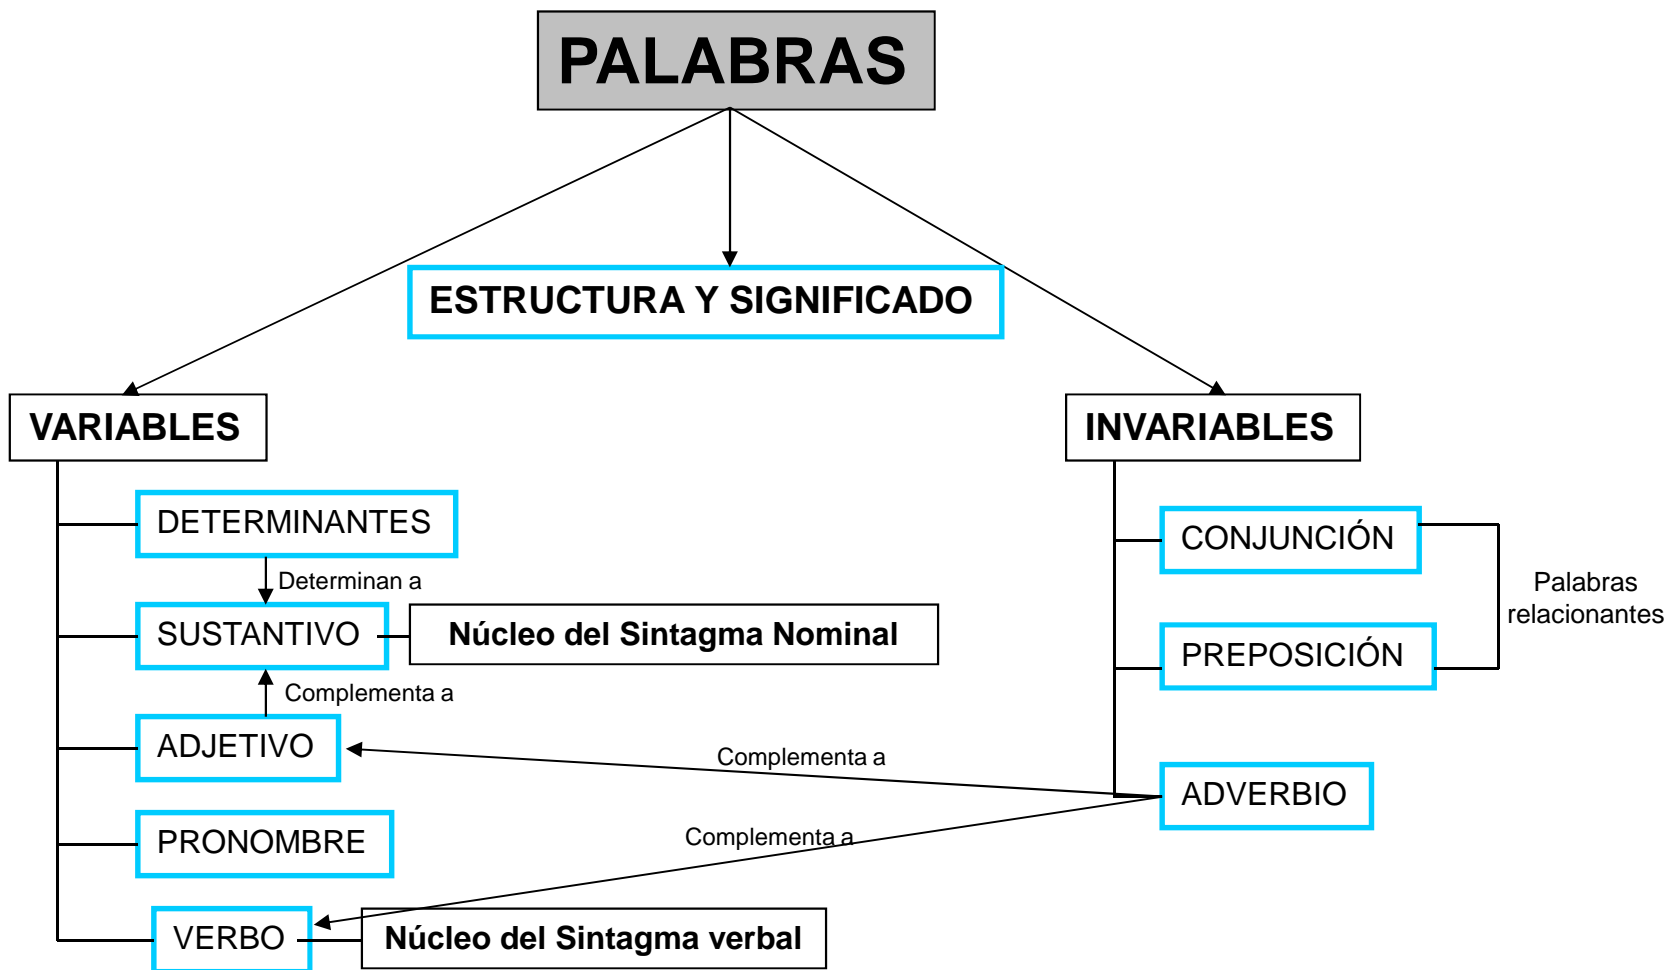 PALABRAS
ESTRUCTURA Y SIGNIFICADO
VARIABLES
INVARIABLES
DETERMINANTES
Determinan a
SUSTANTIVO
Núcleo del Sintagma Nominal
Complementa a
ADJETIVO
PRONOMBRE
VERBO
Núcleo del Sintagma verbal
CONJUNCIÓN
Palabras
relacionantes
PREPOSICIÓN
Complementa a
ADVERBIO
Complementa a